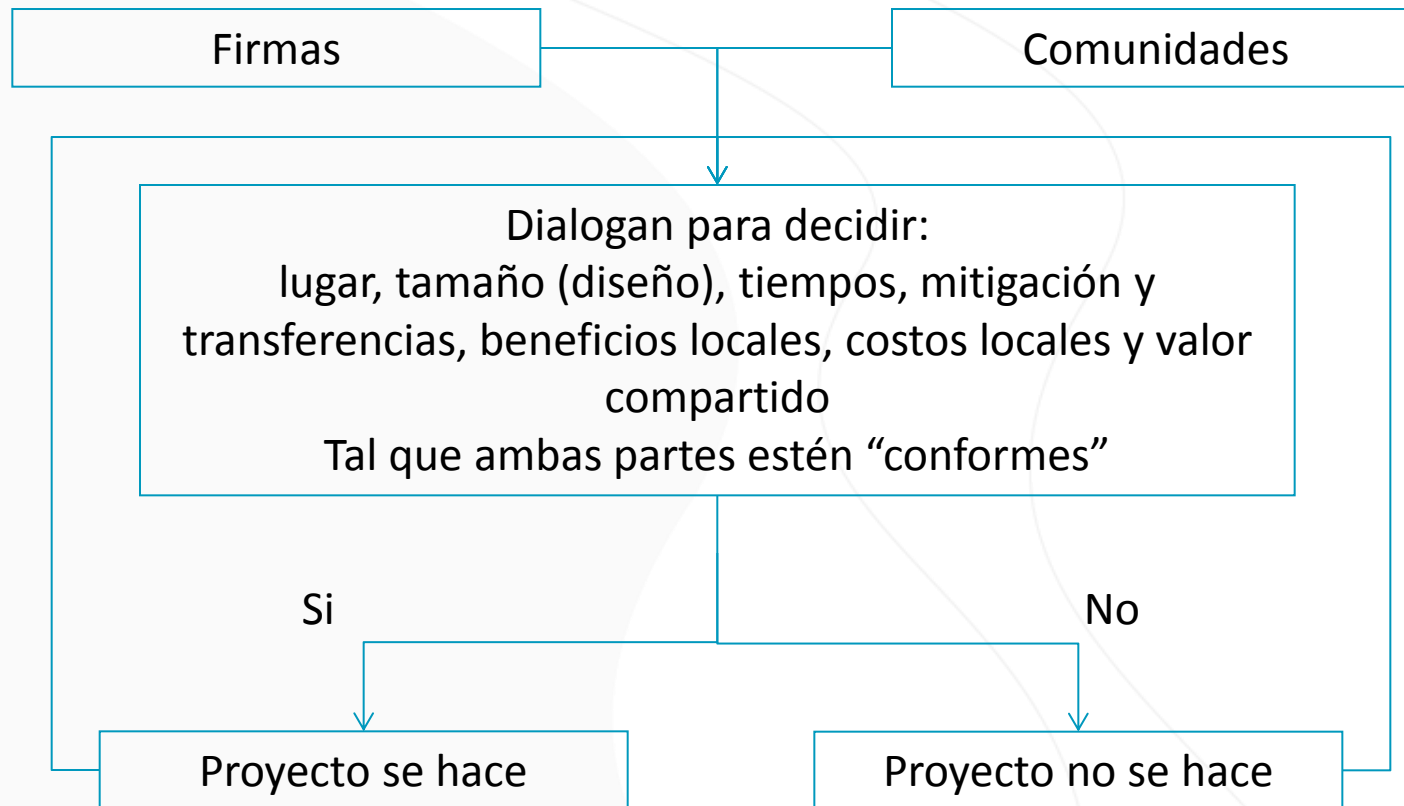 Firmas
Comunidades
Dialogan para decidir:
lugar, tamaño (diseño), tiempos, mitigación y
transferencias, beneficios locales, costos locales y valor
compartido
Tal que ambas partes estén “conformes”
Si
No
Proyecto se hace
Proyecto no se hace